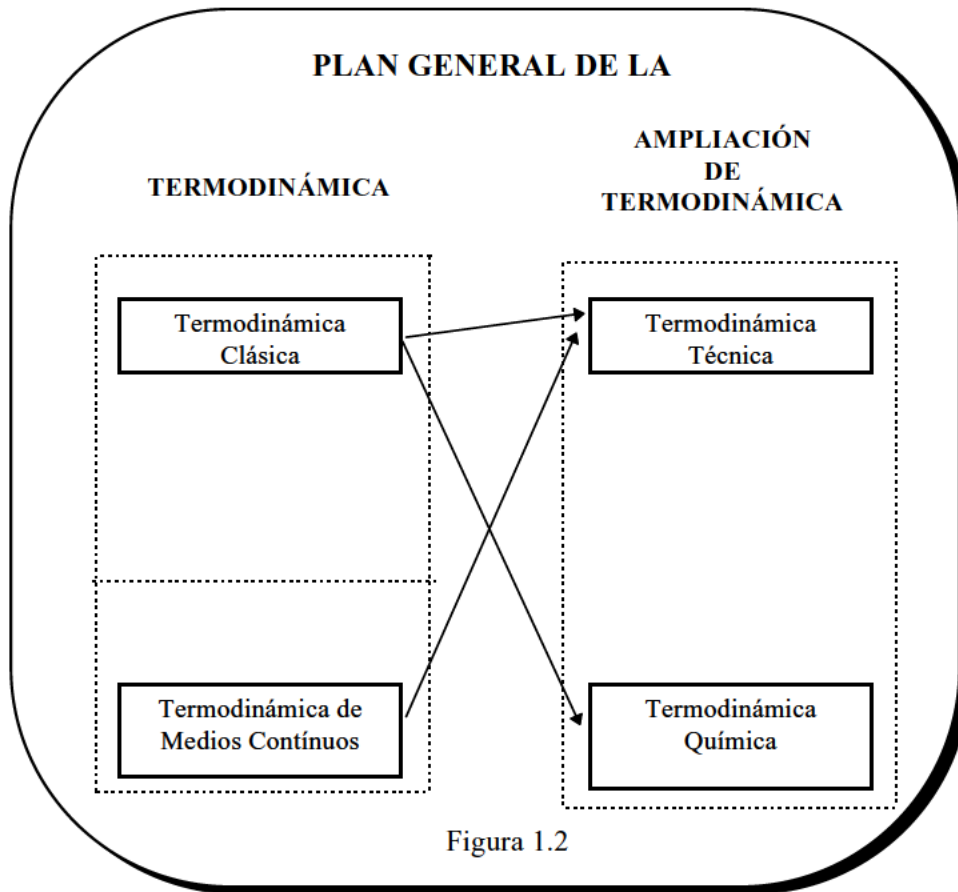 PLAN GENERAL DE LA
TERMODINÁMICA
AMPLIACIÓN
DE
TERMODINÁMICA
Termodinámica
Clásica
Termodinámica
Técnica
Termodinámica de
Medios Contínuos
Termodinámica
Química
Figura 1.2